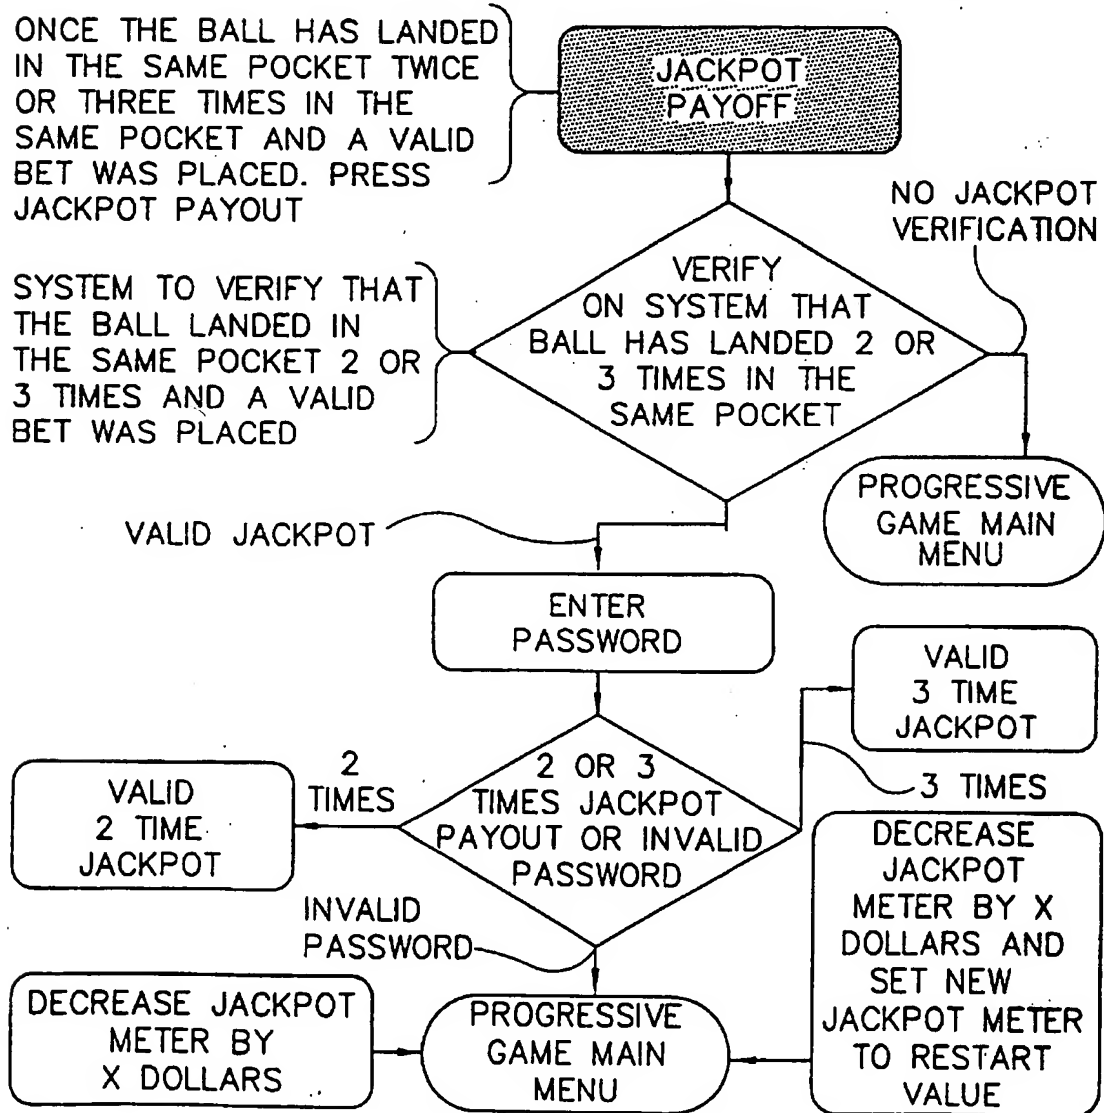 ONCE THE BALL HAS LANDED
IN THE SAME POCKET TWICE
OR THREE TIMES IN THE
SAME POCKET AND A VALID
BET WAS PLACED. PRESS
JACKPOT PAYOUT
JACKPOT
PAYOFF
NO JACKPOT
VERIFICATION
SYSTEM TO VERIFY THAT
THE BALL LANDED IN
THE SAME POCKET 2 OR
3 TIMES AND A VALID
BET WAS PLACED
VERIFY
ON SYSTEM THAT
BALL HAS LANDED 2 OR
3 TIMES IN THE
SAME POCKET
PROGRESSIVE
GAME MAIN
MENU
VALID JACKPOT
ENTER
PASSWORD
VALID
3 TIME
JACKPOT
3 TIMES
2 OR 3
TIMES JACKPOT
PAYOUT OR INVALID
PASSWORD
2
TIMES
VALID
2 TIME
JACKPOT
INVALID
PASSWORD
DECREASE JACKPOT
METER BY
X DOLLARS
PROGRESSIVE
GAME MAIN
MENU
DECREASE
JACKPOT
METER BY X
DOLLARS AND
SET NEW
JACKPOT METER
TO RESTART
VALUE